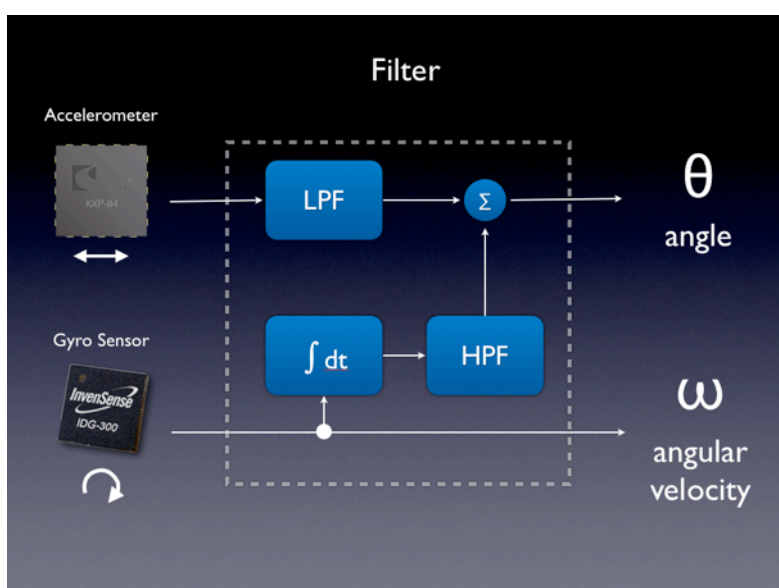 Filter
Accelerometer
KXP-84
LPF
Σ
θ
angle
Gyro Sensor
InvenSense
IDG-300
∫ dt
HPF
ω
angular
velocity